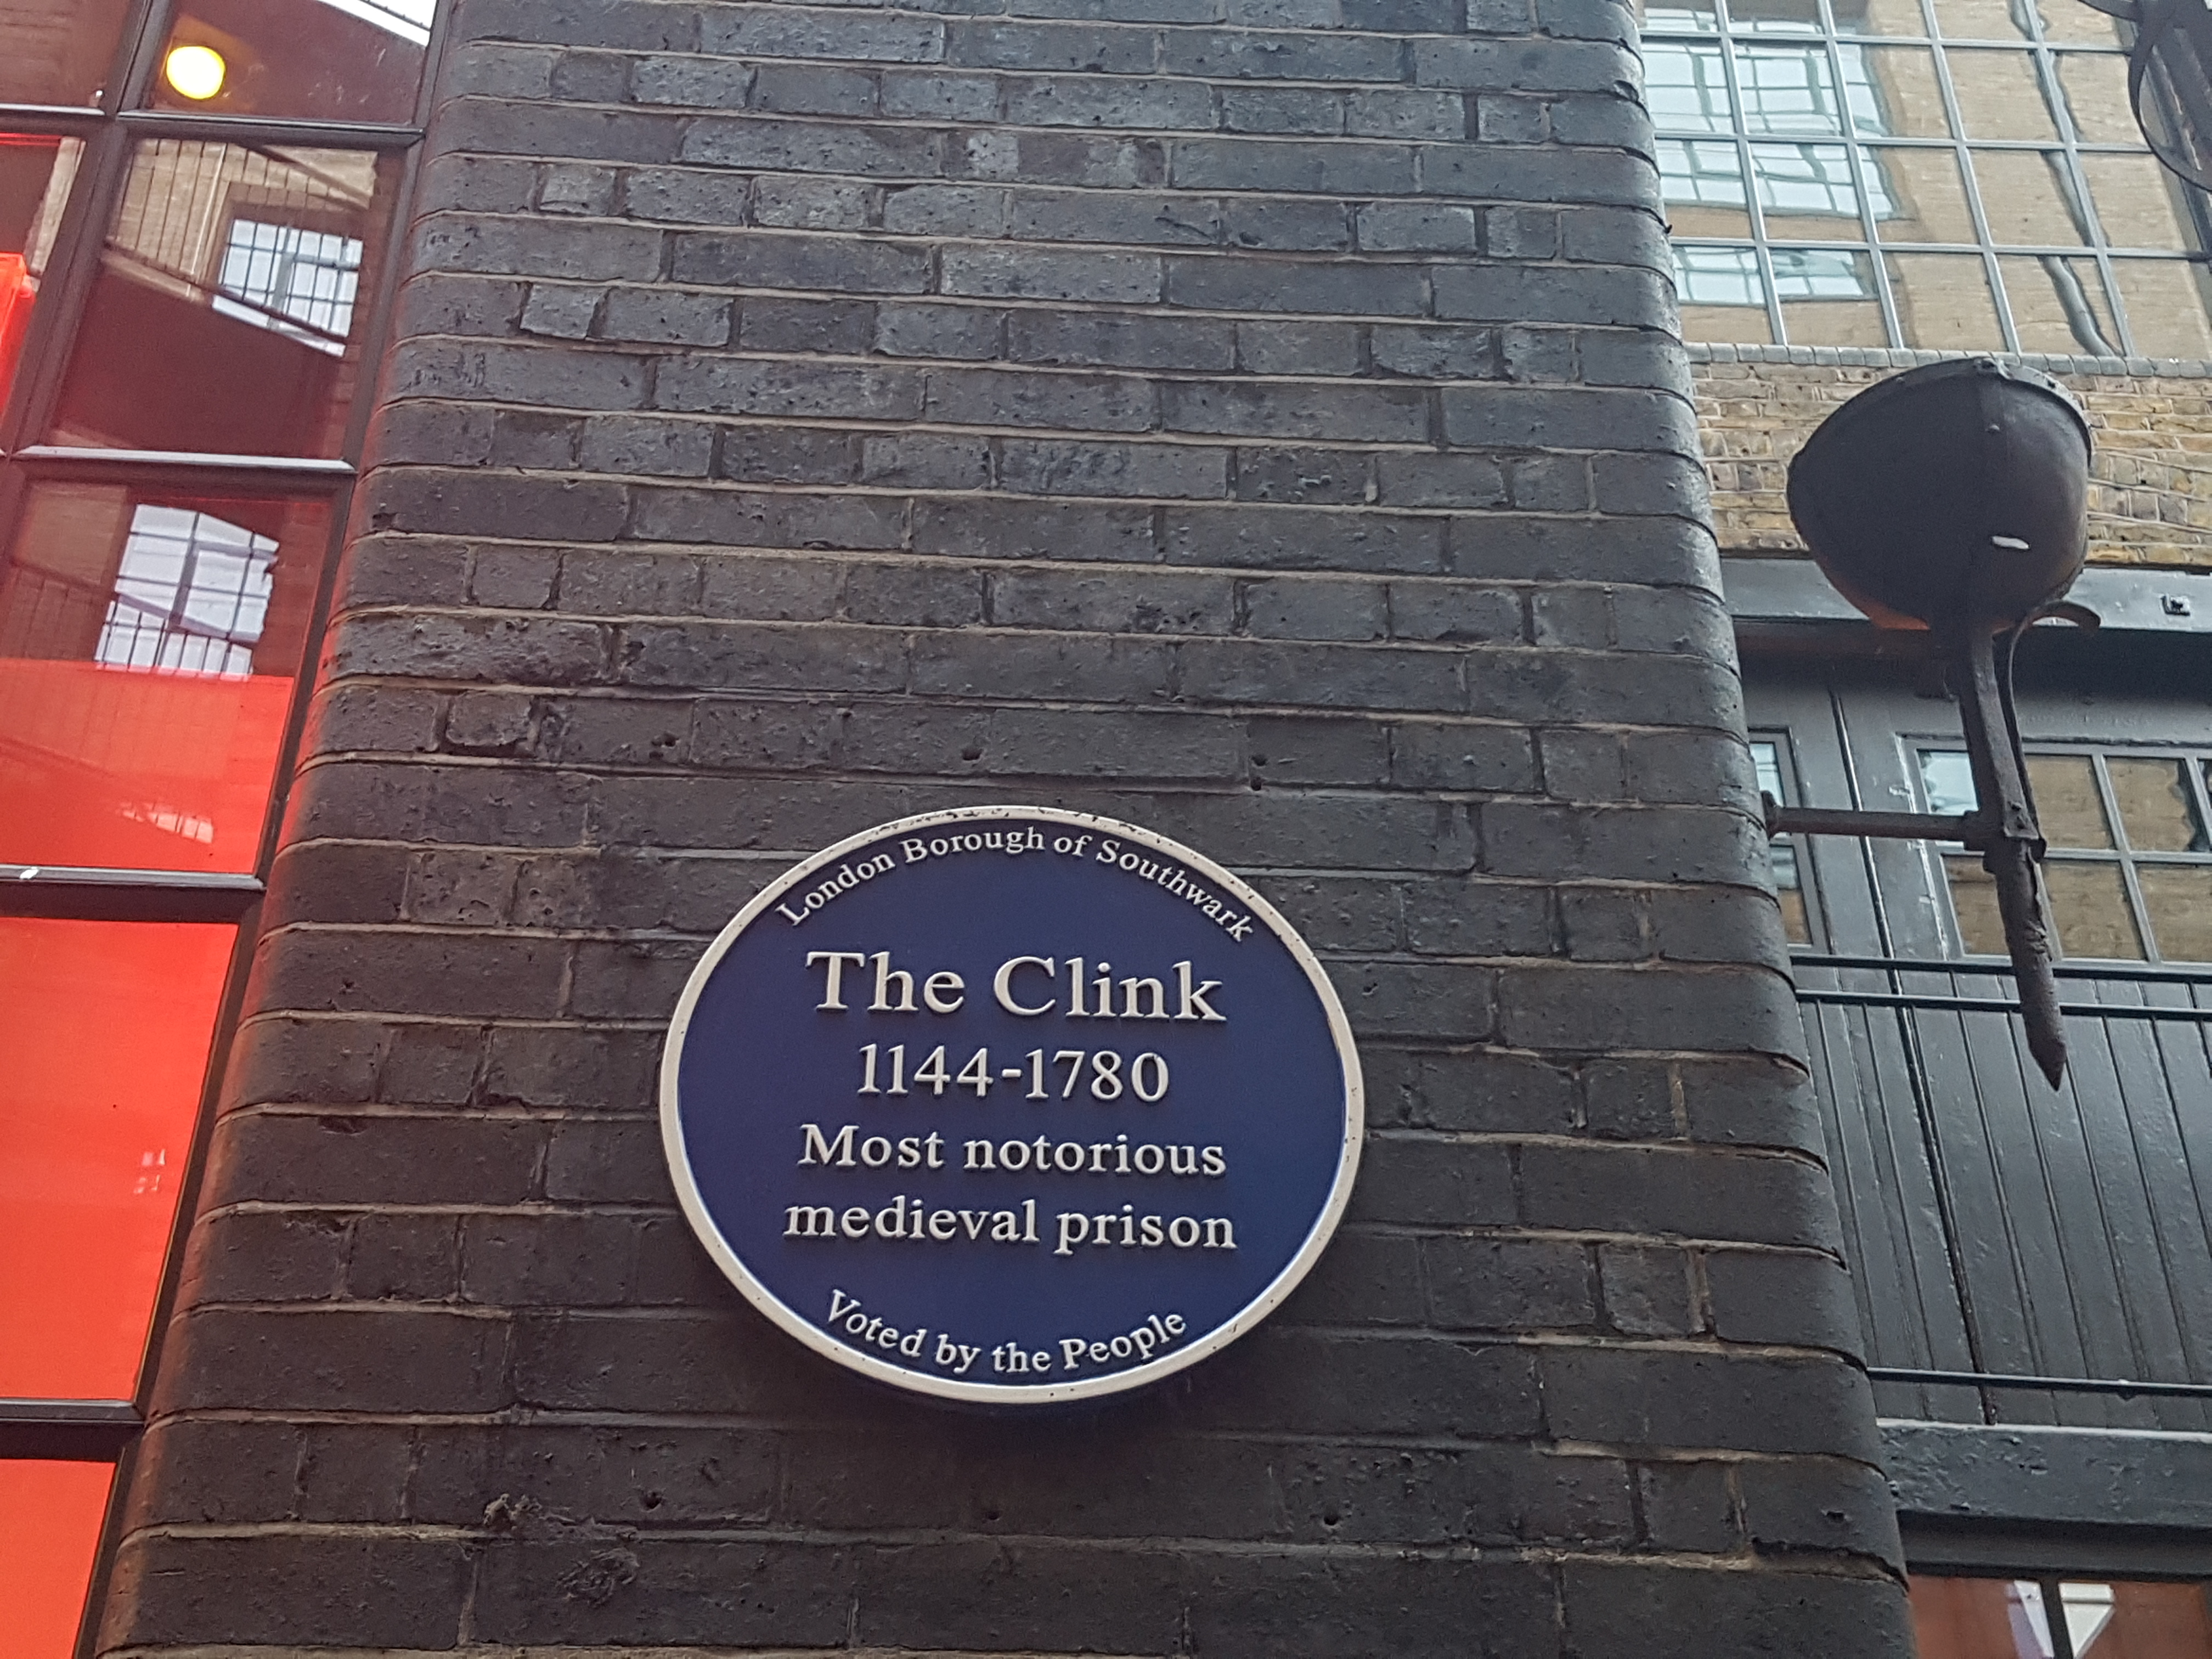 London Borough of Southwark
The Clink
1144-1780
Most notorious
medieval prison
Voted by the People